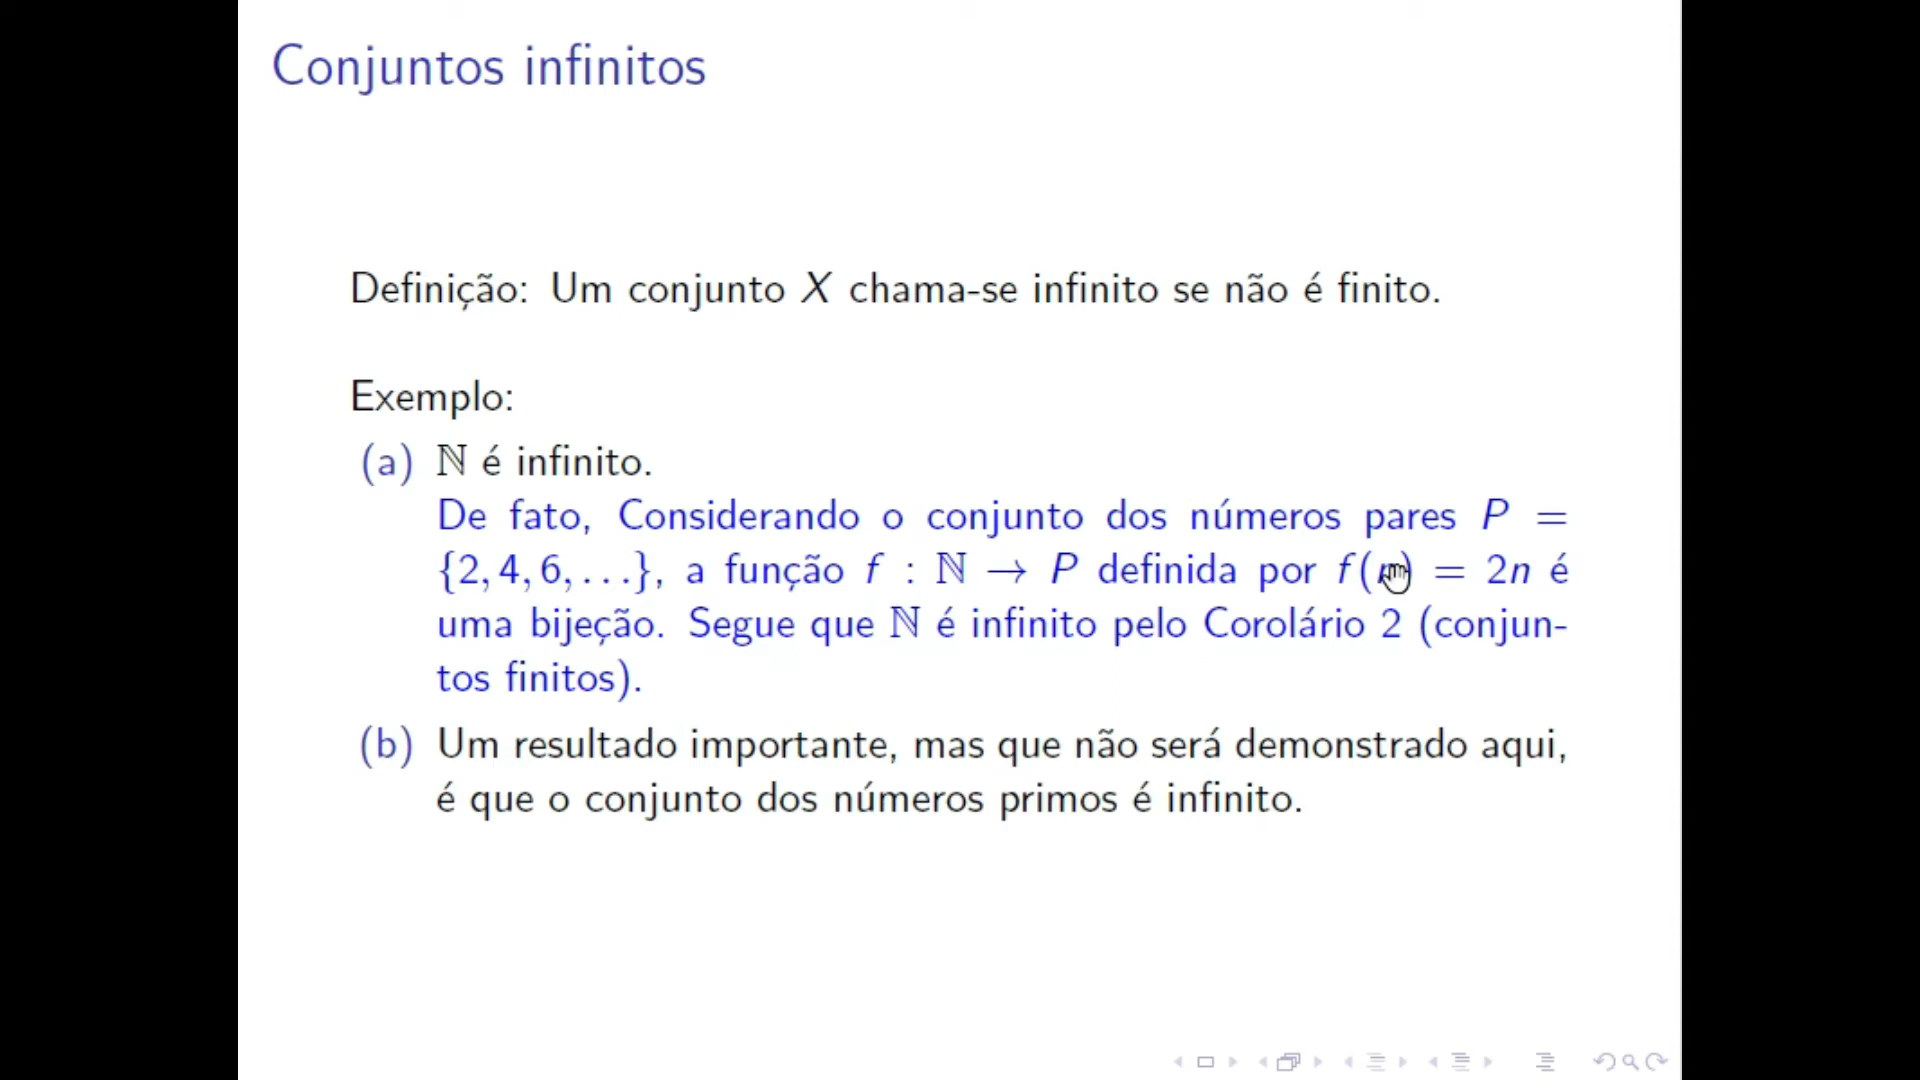 Conjuntos infinitos
Definição: Um conjunto X chama-se infinito se não é finito.
Exemplo:
(a) ℕ é infinito.
De fato, Considerando o conjunto dos números pares P =
{2, 4, 6, . . .}, a função f : ℕ → P definida por f(n) = 2n é
uma bijeção. Segue que ℕ é infinito pelo Corolário 2 (conjun-
tos finitos).
(b) Um resultado importante, mas que não será demonstrado aqui,
é que o conjunto dos números primos é infinito.